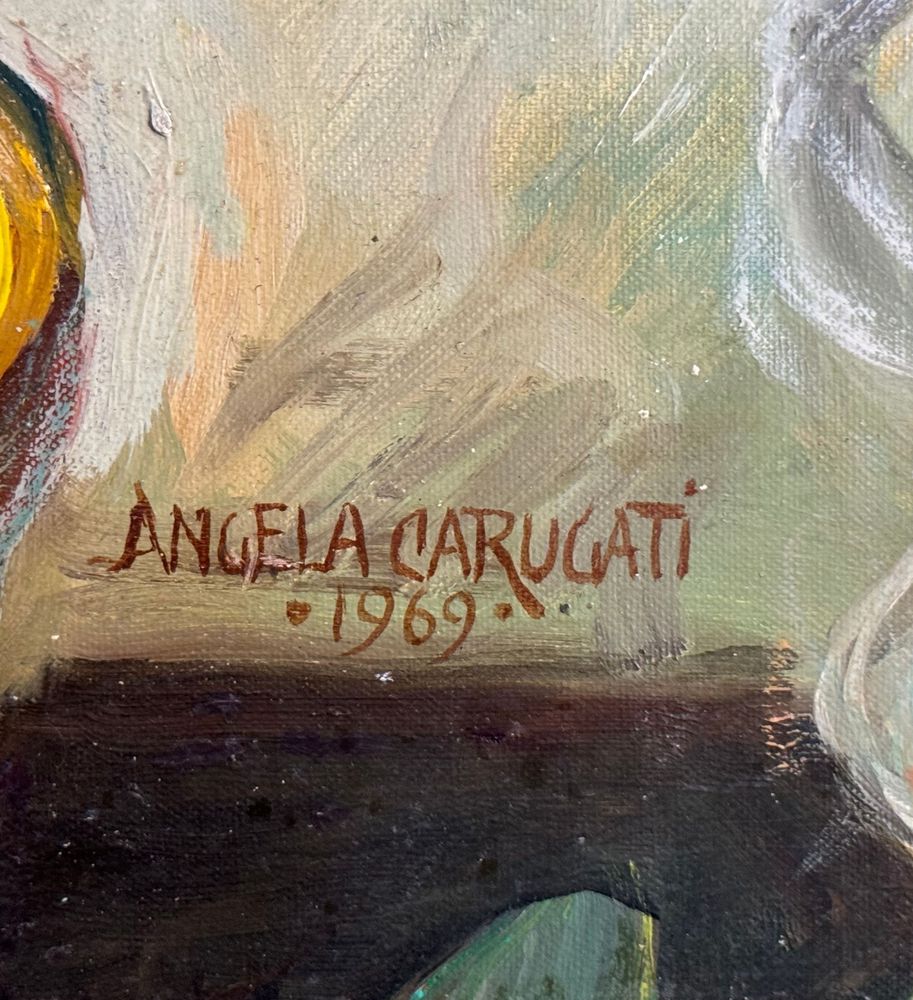 ANGELA CARUGATI
• 1969 •